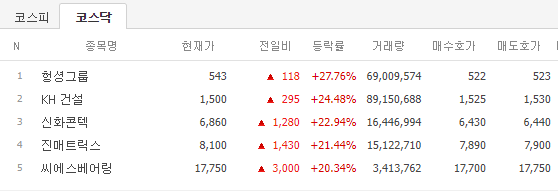 코스피 코스닥
N 종목명 현재가 전일비 등락률 거래량 매수호가 매도호가
1 헝셩그룹 543 ▲ 118 +27.76% 69,009,574 522 523
2 KH 건설 1,500 ▲ 295 +24.48% 89,150,688 1,525 1,530
3 신화콘텍 6,860 ▲ 1,280 +22.94% 16,446,994 6,430 6,440
4 진매트릭스 8,100 ▲ 1,430 +21.44% 15,122,710 7,890 7,900
5 씨에스베어링 17,750 ▲ 3,000 +20.34% 3,413,762 17,700 17,750